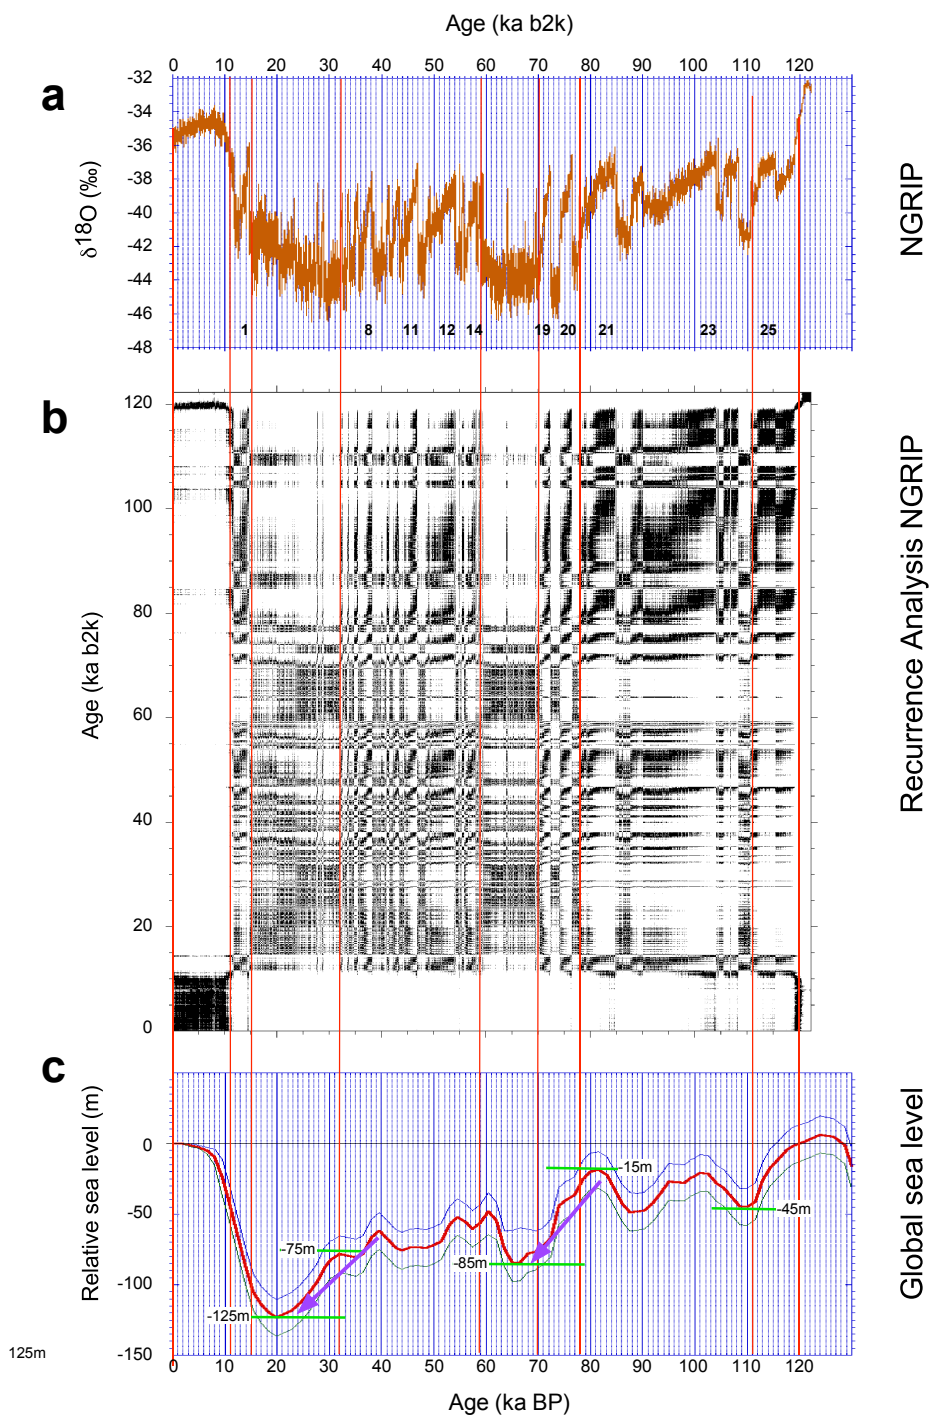 Age (ka b2k)
0 10 20 30 40 50 60 70 80 90 100 110 120
a
-32
-34
-36
-38
-40
-42
-44
-46
-48
δ18O (‰)
1 8 11 12 14 19 20 21 23 25
NGRIP
b
120
100
80
60
40
20
0
Age (ka b2k)
Recurrence Analysis NGRIP
c
0
-50
-100
-150
Relative sea level (m)
-15m
-45m
-75m
-85m
-125m
125m
Global sea level
0 10 20 30 40 50 60 70 80 90 100 110 120
Age (ka BP)